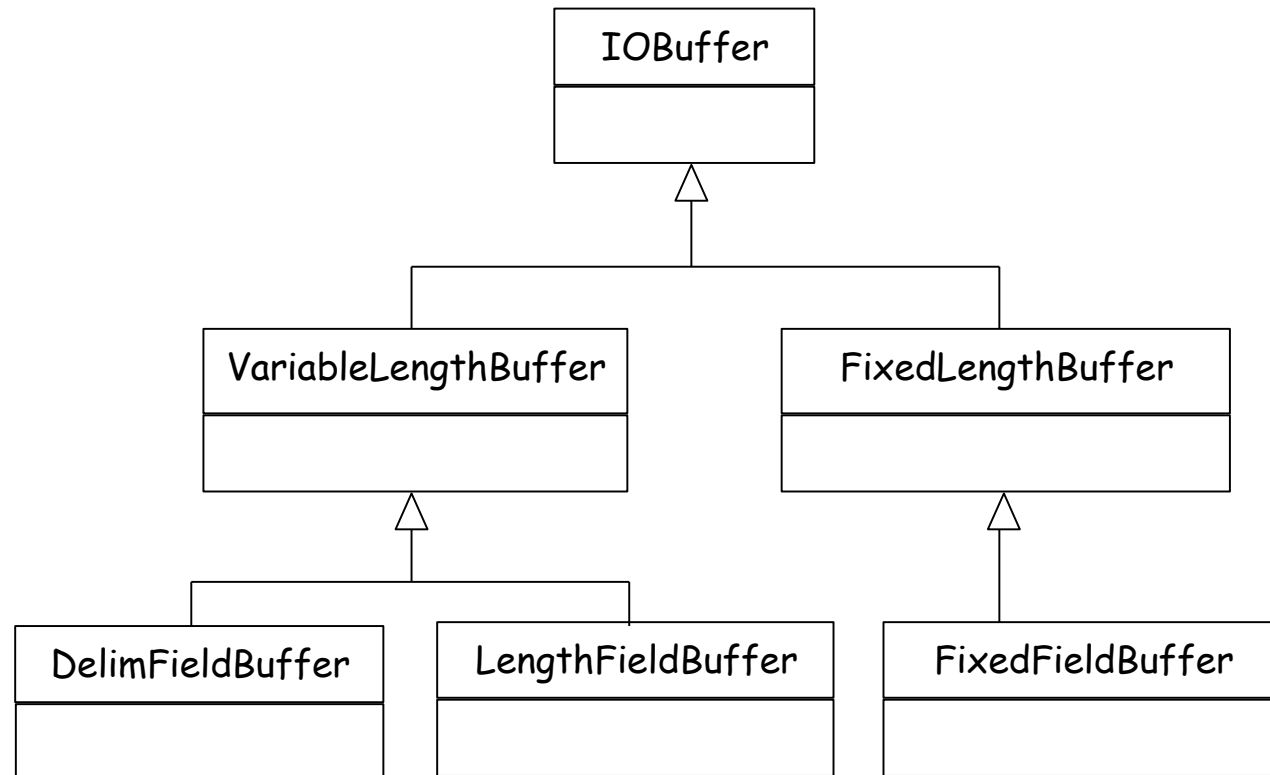 IOBuffer
VariableLengthBuffer
FixedLengthBuffer
DelimFieldBuffer
LengthFieldBuffer
FixedFieldBuffer